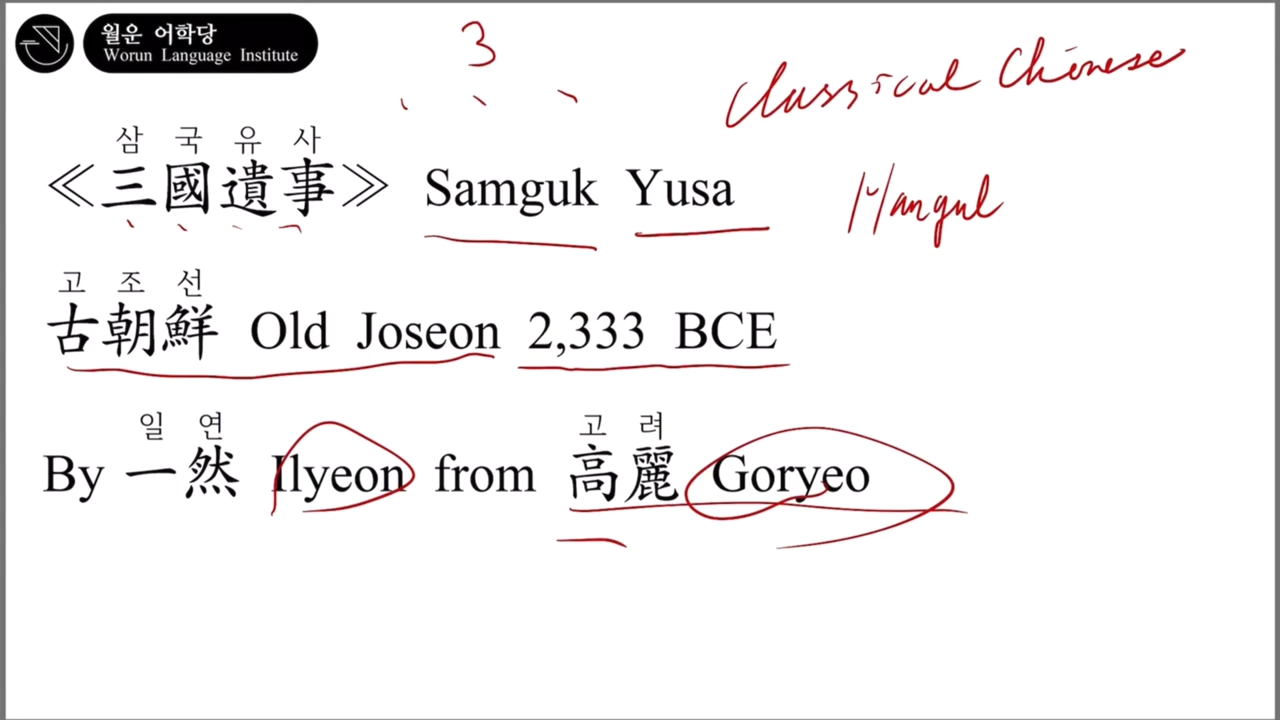 월운 어학당
Worun Language Institute
3
Classical Chinese
삼 국 유 사
《三國遺事》 Samguk Yusa
Hangul
고 조 선
古朝鮮 Old Joseon 2,333 BCE
일 연 고 려
By 一然 Ilyeon from 高麗 Goryeo